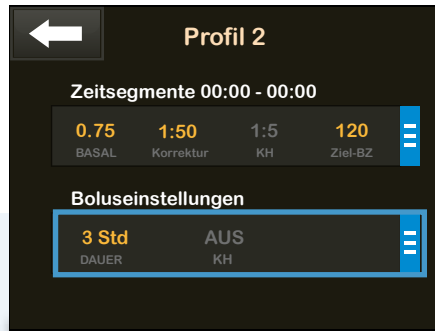 Profil 2
Zeitsegmente 00:00 - 00:00
0.75 1:50 1:5 120
BASAL Korrektur KH Ziel-BZ
Boluseinstellungen
3 Std AUS
DAUER KH